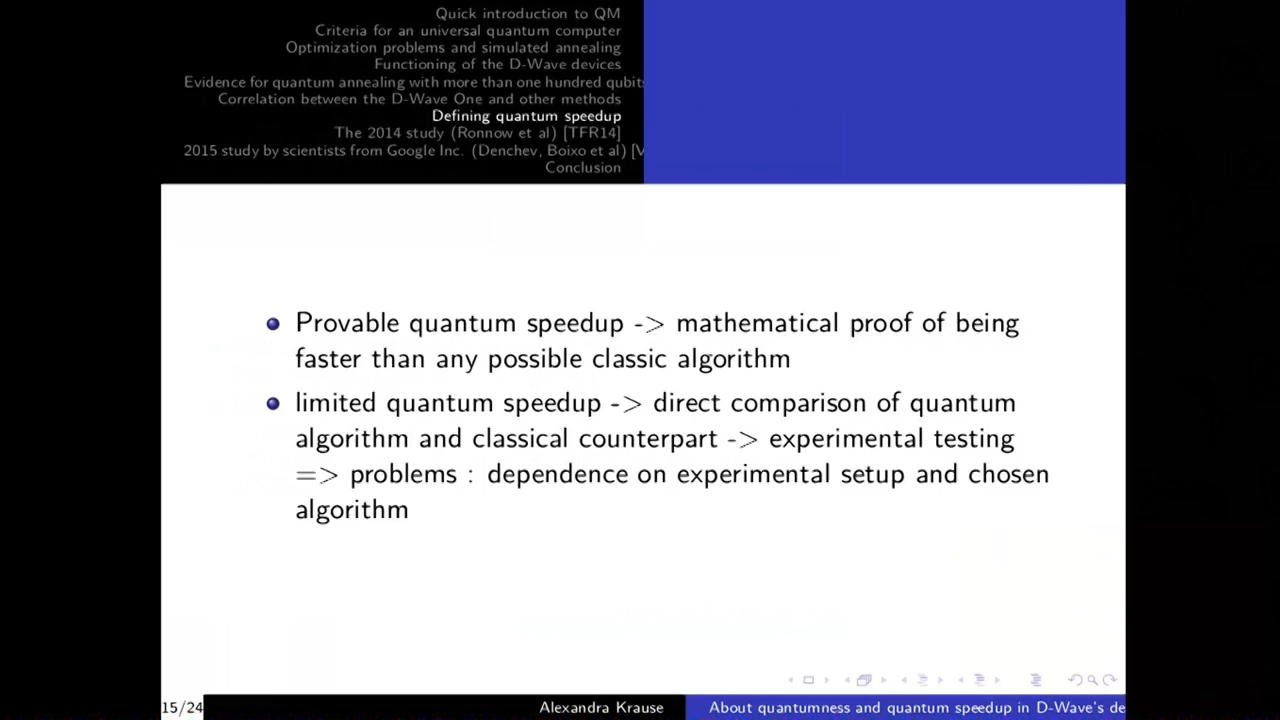 Quick introduction to QM
Criteria for an universal quantum computer
Optimization problems and simulated annealing
Functioning of the D-Wave devices
Evidence for quantum annealing with more than one hundred qubits
Correlation between the D-Wave One and other methods
Defining quantum speedup
The 2014 study (Ronnow et al) [TFR14]
2015 study by scientists from Google Inc. (Denchev, Boixo et al) [V
Conclusion
Provable quantum speedup -> mathematical proof of being
faster than any possible classic algorithm
limited quantum speedup -> direct comparison of quantum
algorithm and classical counterpart -> experimental testing
=> problems : dependence on experimental setup and chosen
algorithm
15/24
Alexandra Krause
About quantumness and quantum speedup in D-Wave's de